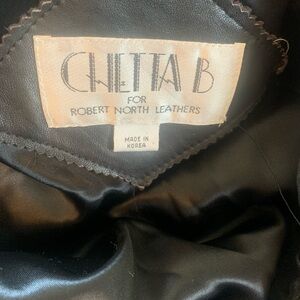 CHETTA B
FOR
ROBERT NORTH LEATHERS
MADE IN
KOREA